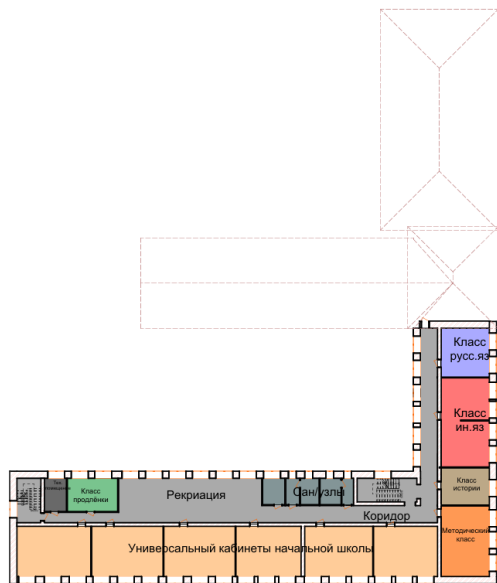 Класс
русс.яз
Класс
ин.яз
Класс
истории
Класс
продлёнки
Рекриация
Сан/узлы
Коридор
Методический
класс
Универсальный кабинеты начальной школы